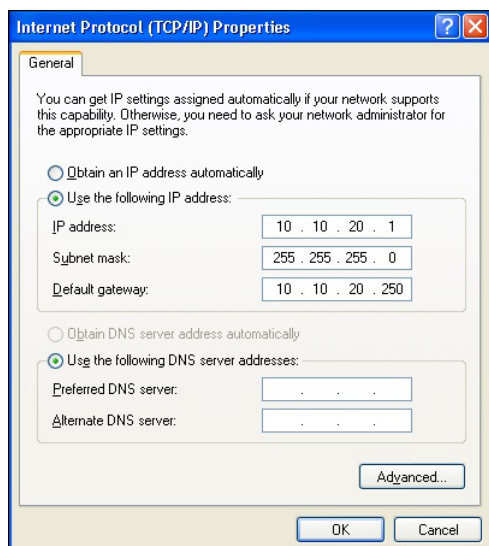 Internet Protocol (TCP/IP) Properties
General
You can get IP settings assigned automatically if your network supports
this capability. Otherwise, you need to ask your network administrator for
the appropriate IP settings.
Obtain an IP address automatically
Use the following IP address:
IP address: 10 . 10 . 20 . 1
Subnet mask: 255 . 255 . 255 . 0
Default gateway: 10 . 10 . 20 . 250
Obtain DNS server address automatically
Use the following DNS server addresses:
Preferred DNS server: . . .
Alternate DNS server: . . .
Advanced...
OK Cancel